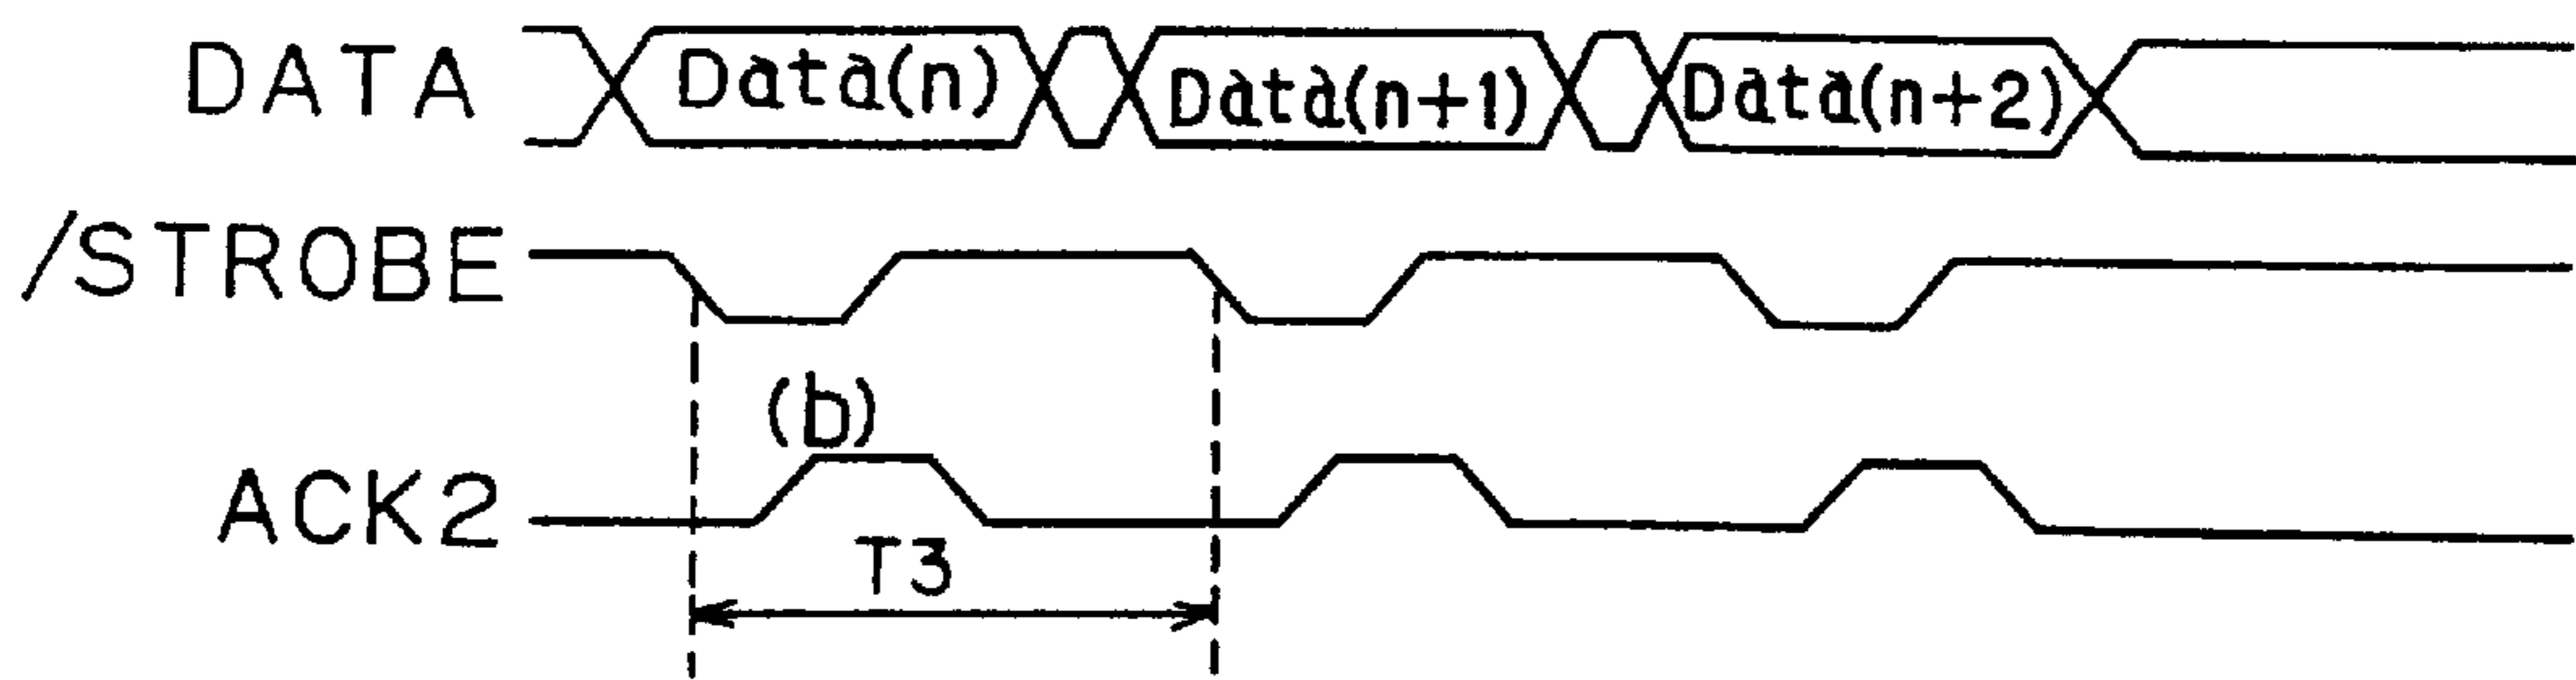 DATA Data(n) Data(n+1) Data(n+2)
/STROBE
(b)
ACK2
T3